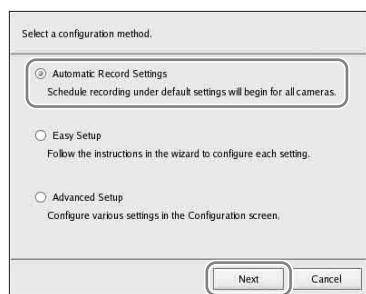 Select a configuration method.
Automatic Record Settings
Schedule recording under default settings will begin for all cameras.
Easy Setup
Follow the instructions in the wizard to configure each setting.
Advanced Setup
Configure various settings in the Configuration screen.
Next Cancel